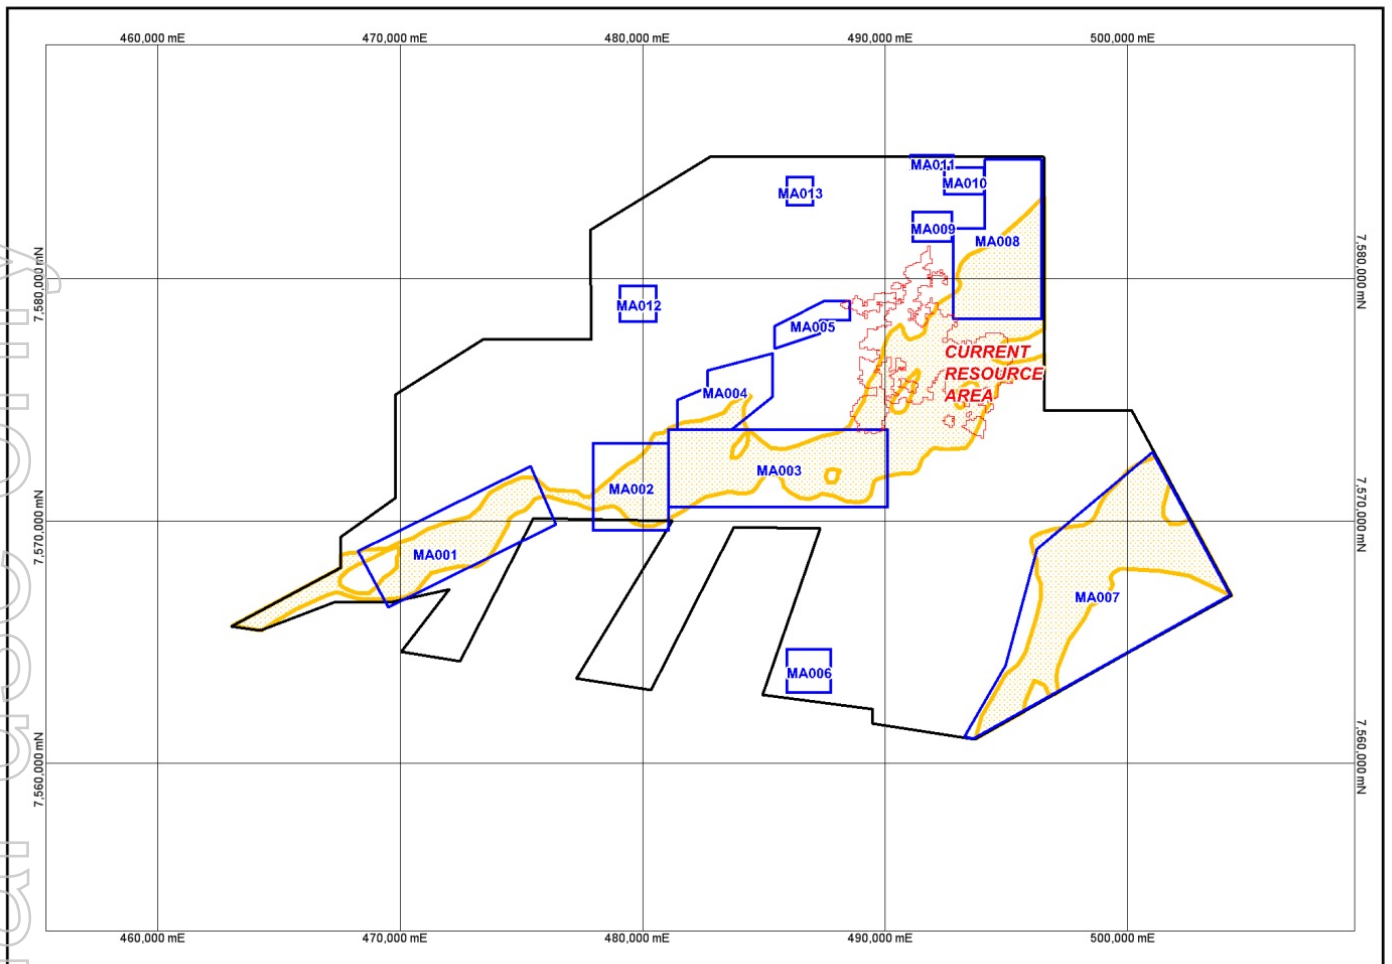 460,000 mE 470,000 mE 480,000 mE 490,000 mE 500,000 mE
MA011
MA010
MA013
MA009
MA008
7,580,000 mN 7,580,000 mN
MA012
MA005
CURRENT
RESOURCE
AREA
MA004
MA003
MA002
7,570,000 mN 7,570,000 mN
MA001
MA007
MA006
7,560,000 mN 7,560,000 mN
460,000 mE 470,000 mE 480,000 mE 490,000 mE 500,000 mE